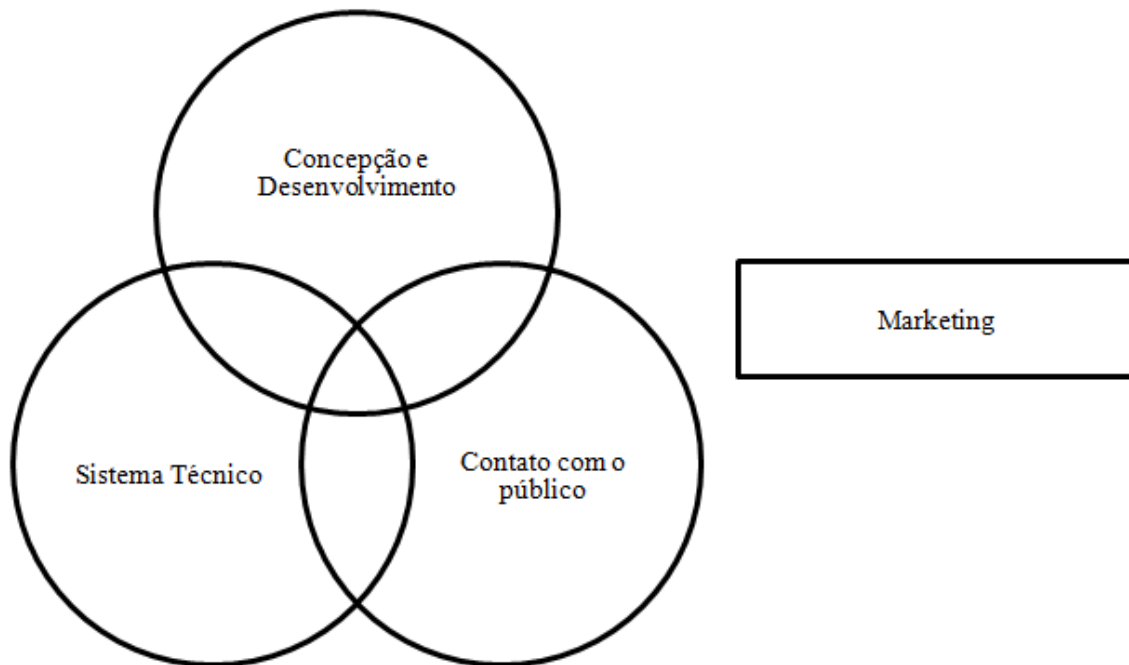 Concepção e
Desenvolvimento
Marketing
Sistema Técnico
Contato com o
público